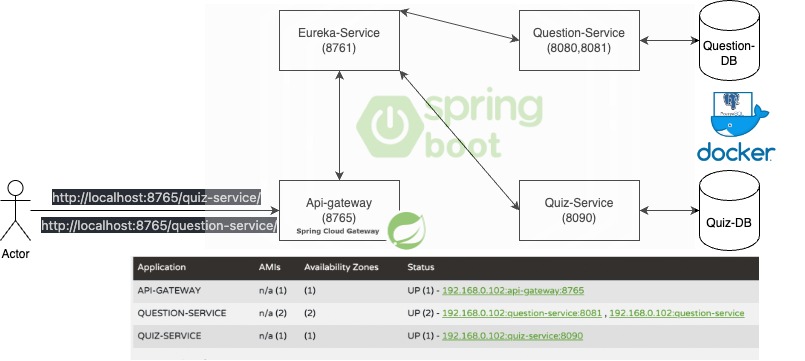 Eureka-Service
(8761)
Question-Service
(8080,8081)
Question-
DB
PostgreSQL
docker
spring
boot
http://localhost:8765/quiz-service/
http://localhost:8765/question-service/
Actor
Api-gateway
(8765)
Spring Cloud Gateway
Quiz-Service
(8090)
Quiz-DB
Application AMIs Availability Zones Status
API-GATEWAY n/a (1) (1) UP (1) - 192.168.0.102:api-gateway:8765
QUESTION-SERVICE n/a (2) (2) UP (2) - 192.168.0.102:question-service:8081 , 192.168.0.102:question-service
QUIZ-SERVICE n/a (1) (1) UP (1) - 192.168.0.102:quiz-service:8090